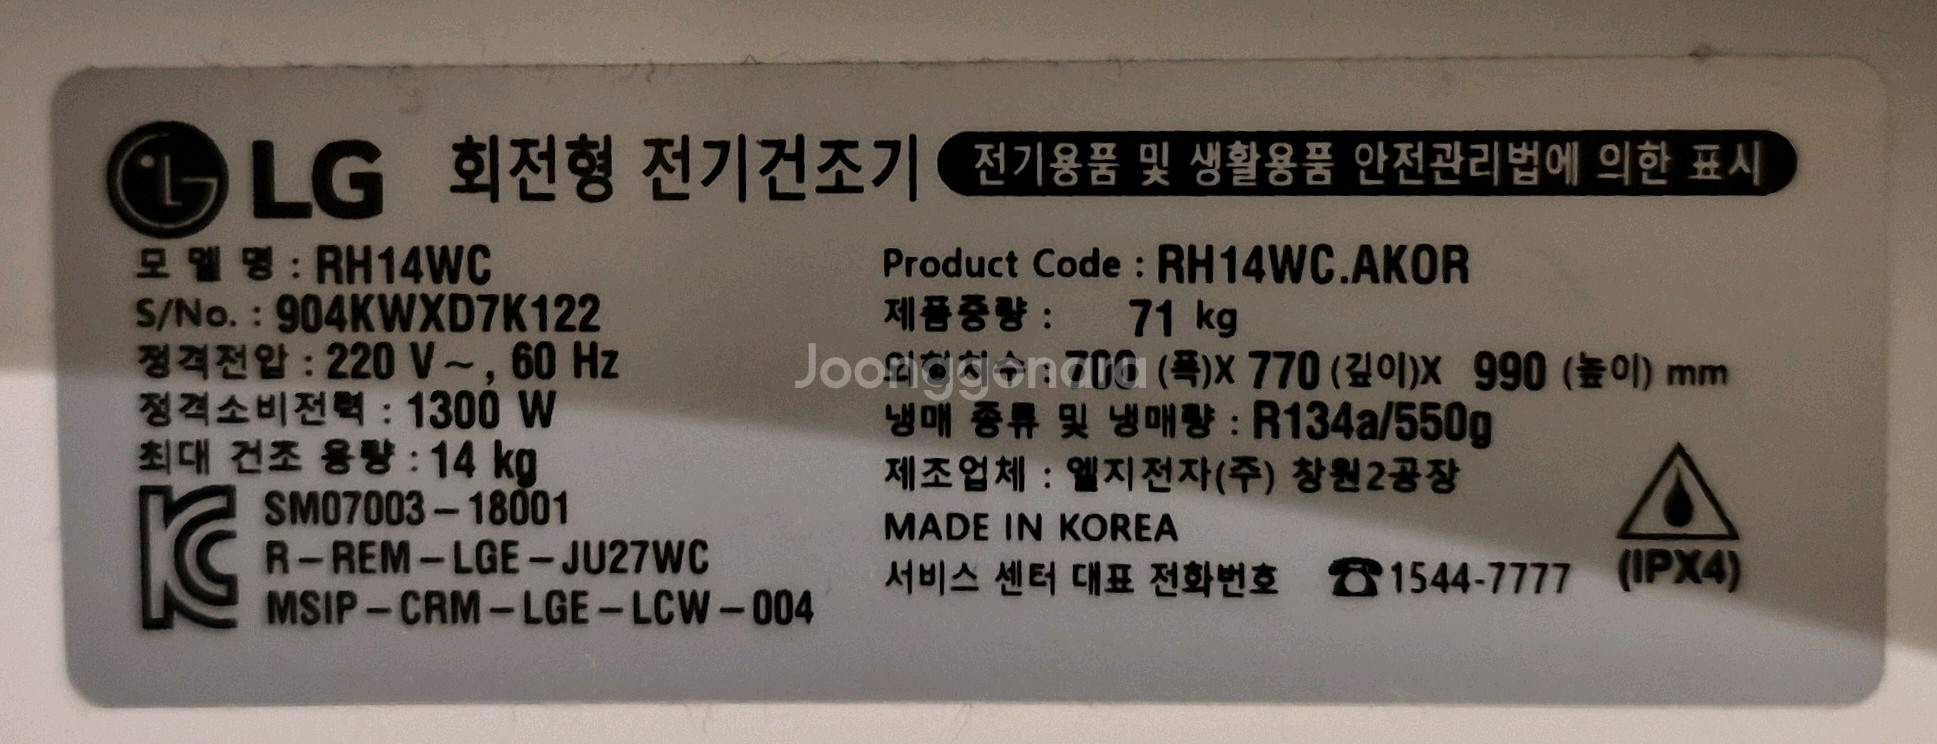 LG 회전형 전기건조기 전기용품 및 생활용품 안전관리법에 의한 표시
모 델 명 : RH14WC
S/No. : 904KWXD7K122
정격전압 : 220 V ~ , 60 Hz
정격소비전력 : 1300 W
최대 건조 용량 : 14 kg
SM07003-18001
R-REM-LGE-JU27WC
MSIP-CRM-LGE-LCW-004
Product Code : RH14WC.AKOR
제품중량 : 71 kg
외형치수 : 700 (폭)X 770 (깊이)X 990 (높이) mm
냉매 종류 및 냉매량 : R134a/550g
제조업체 : 엘지전자(주) 창원2공장
MADE IN KOREA
서비스 센터 대표 전화번호 ☎1544-7777
(IPX4)
Joonggonara